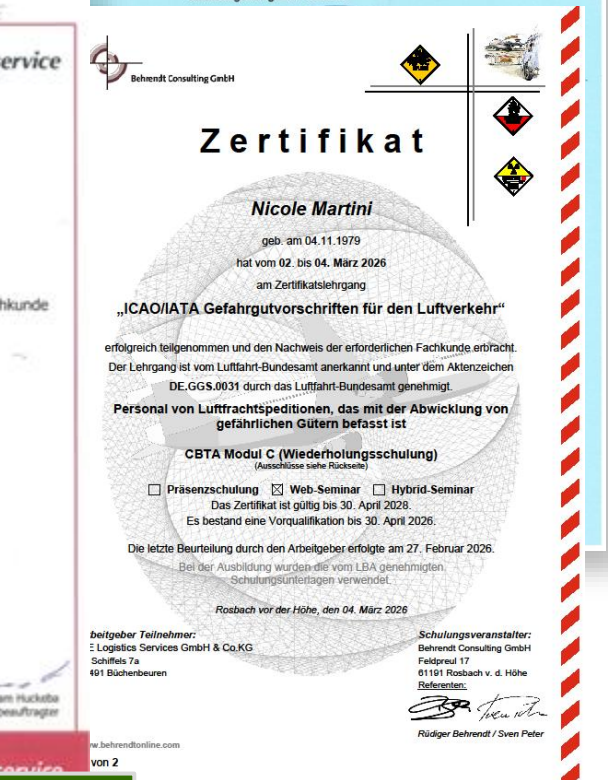 ervice
Behrendt Consulting GmbH
Zertifikat
Nicole Martini
geb. am 04.11.1979
hat vom 02. bis 04. März 2026
am Zertifikatslehrgang
„ICAO/IATA Gefahrgutvorschriften für den Luftverkehr“
hkunde
erfolgreich teilgenommen und den Nachweis der erforderlichen Fachkunde erbracht.
Der Lehrgang ist vom Luftfahrt-Bundesamt anerkannt und unter dem Aktenzeichen
DE.GGS.0031 durch das Luftfahrt-Bundesamt genehmigt.
Personal von Luftfrachtspeditionen, das mit der Abwicklung von
gefährlichen Gütern befasst ist
CBTA Modul C (Wiederholungsschulung)
(Ausschlüsse siehe Rückseite)
☐ Präsenzschulung ☒ Web-Seminar ☐ Hybrid-Seminar
Das Zertifikat ist gültig bis 30. April 2028.
Es bestand eine Vorqualifikation bis 30. April 2026.
Die letzte Beurteilung durch den Arbeitgeber erfolgte am 27. Februar 2026.
Bei der Ausbildung wurden die vom LBA genehmigten
Schulungsunterlagen verwendet.
Rosbach vor der Höhe, den 04. März 2026
beitgeber Teilnehmer:
E Logistics Services GmbH & Co.KG
Schiffels 7a
491 Büchenbeuren
Schulungsveranstalter:
Behrendt Consulting GmbH
Feldpreul 17
61191 Rosbach v. d. Höhe
Referenten:
Rüdiger Behrendt / Sven Peter
am Huckeba
beauftragter
w.behrendtonline.com
von 2
ervice